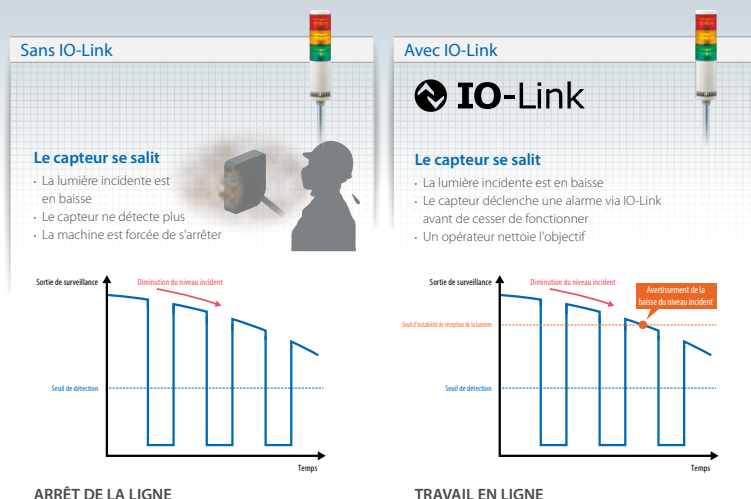 Sans IO-Link
Le capteur se salit
· La lumière incidente est
en baisse
· Le capteur ne détecte plus
· La machine est forcée de s'arrêter
Sortie de surveillance
Diminution du niveau incident
Seuil de détection
Temps
ARRÊT DE LA LIGNE
Avec IO-Link
IO-Link
Le capteur se salit
· La lumière incidente est en baisse
· Le capteur déclenche une alarme via IO-Link
avant de cesser de fonctionner
· Un opérateur nettoie l'objectif
Sortie de surveillance
Diminution du niveau incident
Avertissement de la
baisse du niveau incident
Seuil d'instabilité de réception de la lumière
Seuil de détection
Temps
TRAVAIL EN LIGNE